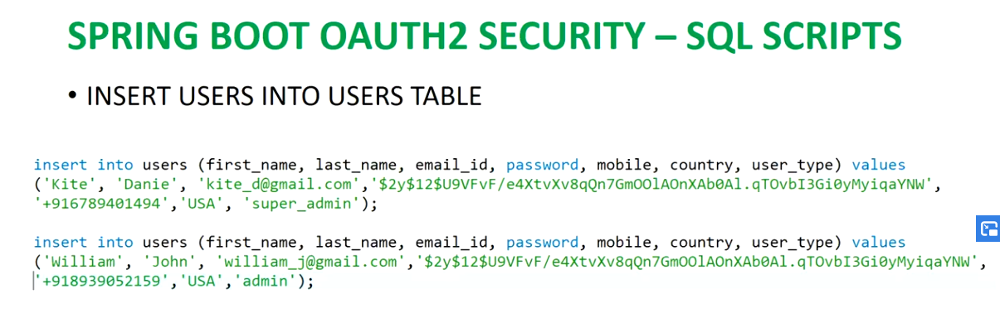 SPRING BOOT OAUTH2 SECURITY – SQL SCRIPTS
• INSERT USERS INTO USERS TABLE
insert into users (first_name, last_name, email_id, password, mobile, country, user_type) values
('Kite', 'Danie', 'kite_d@gmail.com','$2y$12$U9VFvF/e4XtvXv8qQn7GmOOlAOnXAb0Al.qTOvbI3Gi0yMyiqaYNW',
'+916789401494','USA', 'super_admin');
insert into users (first_name, last_name, email_id, password, mobile, country, user_type) values
('William', 'John', 'william_j@gmail.com','$2y$12$U9VFvF/e4XtvXv8qQn7GmOOlAOnXAb0Al.qTOvbI3Gi0yMyiqaYNW',
'+918939052159','USA','admin');